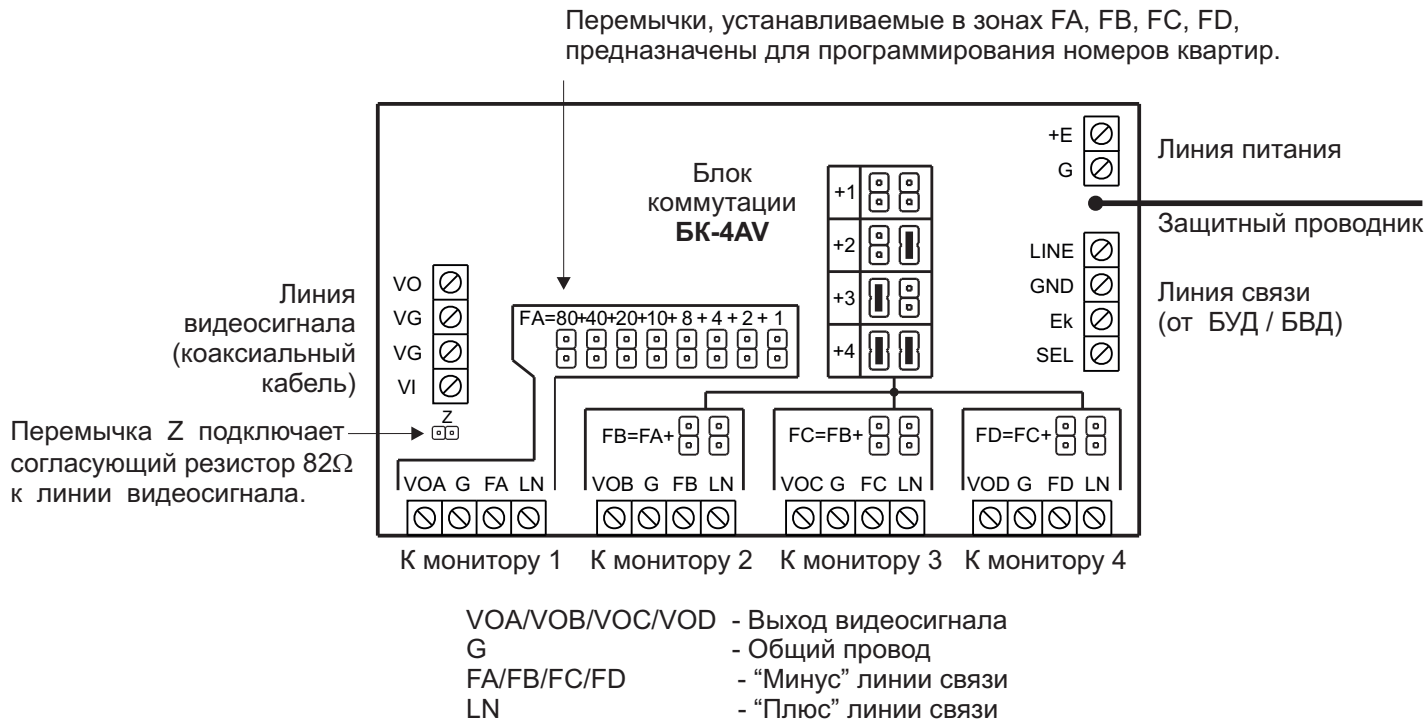 Перемычки, устанавливаемые в зонах FA, FB, FC, FD,
предназначены для программирования номеров квартир.
Блок
коммутации
БК-4AV
+1
+2
+3
+4
+E
G
Линия питания
Защитный проводник
LINE
GND
Ek
SEL
Линия связи
(от БУД / БВД)
Линия
видеосигнала
(коаксиальный
кабель)
VO
VG
VG
VI
Z
Перемычка Z подключает
согласующий резистор 82Ω
к линии видеосигнала.
FA=80+40+20+10+ 8 + 4 + 2 + 1
FB=FA+
FC=FB+
FD=FC+
VOA G FA LN
VOB G FB LN
VOC G FC LN
VOD G FD LN
К монитору 1
К монитору 2
К монитору 3
К монитору 4
VOA/VOB/VOC/VOD - Выход видеосигнала
G - Общий провод
FA/FB/FC/FD - “Минус” линии связи
LN - “Плюс” линии связи